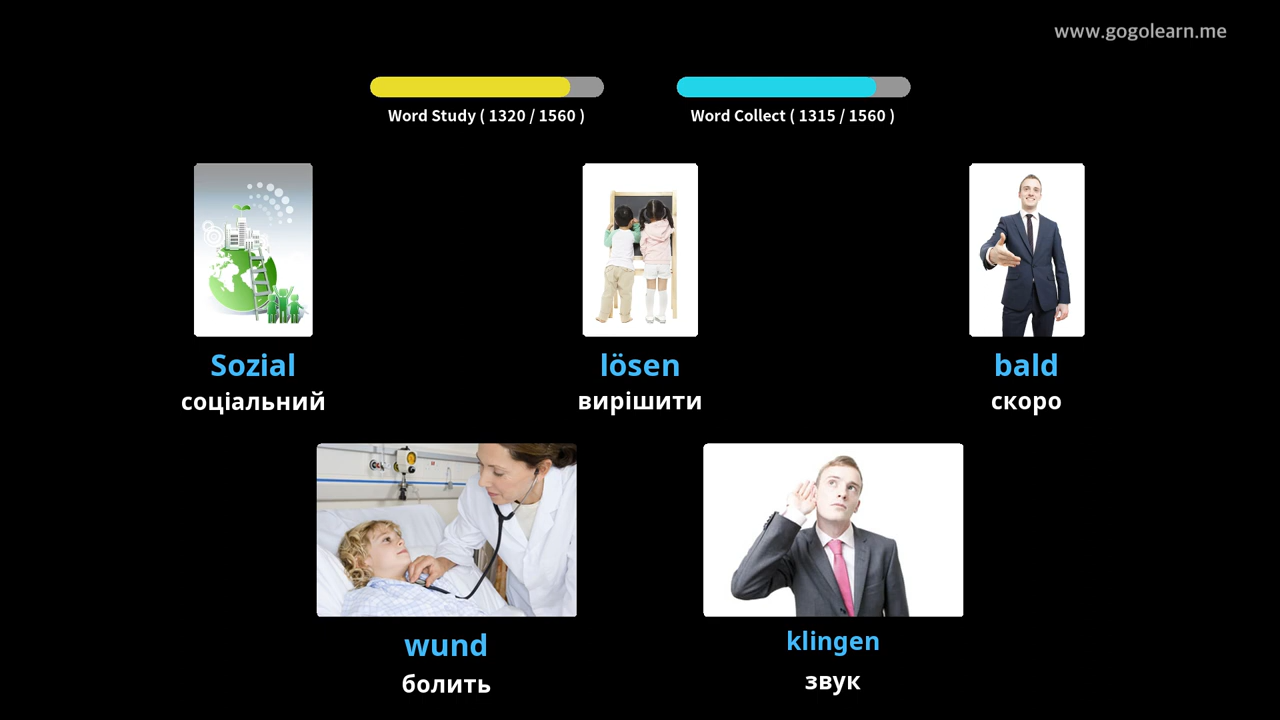 www.gogolearn.me
Word Study ( 1320 / 1560 )
Word Collect ( 1315 / 1560 )
Sozial
соціальний
lösen
вирішити
bald
скоро
wund
болить
klingen
звук